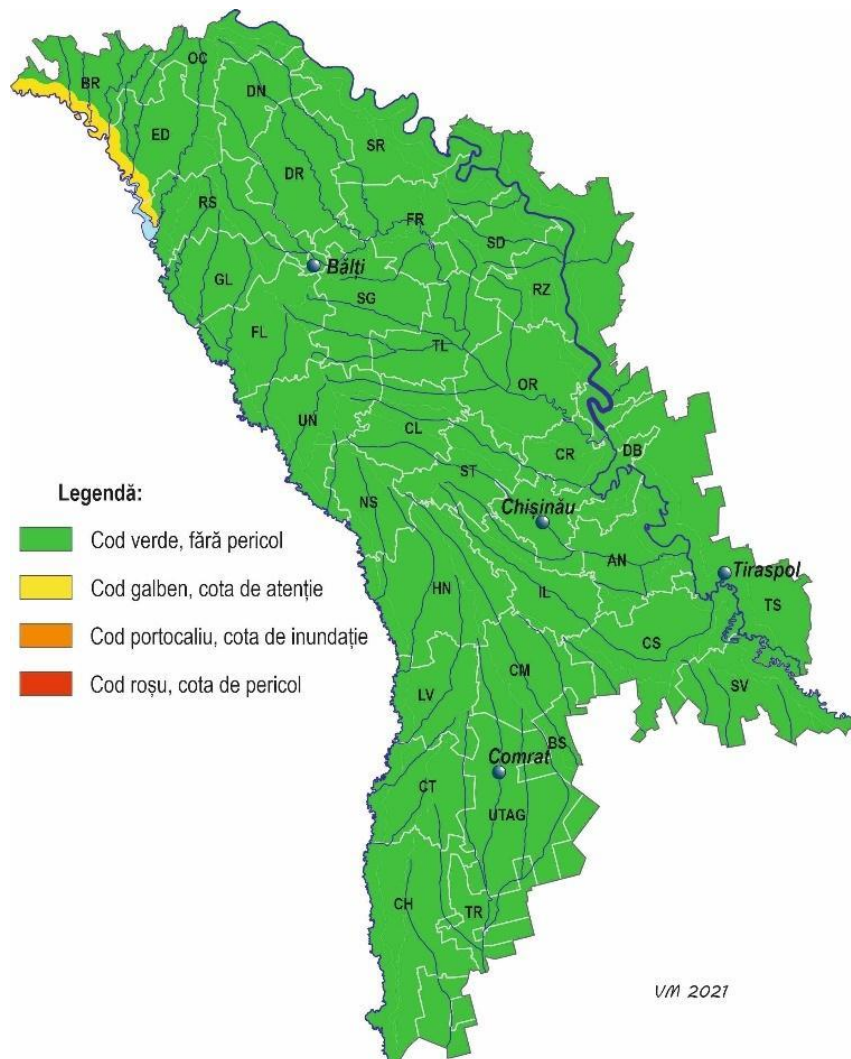 OC
BR
DN
ED
SR
DR
RS
FR
SD
Bălți
GL
SG
RZ
FL
TL
OR
UN
CL
CR
DB
ST
NS
Chișinău
Legendă:
Cod verde, fără pericol
Cod galben, cota de atenție
Cod portocaliu, cota de inundație
Cod roșu, cota de pericol
AN
Tiraspol
HN
IL
TS
CS
CM
SV
LV
BS
Comrat
CT
UTAG
CH
TR
VM 2021